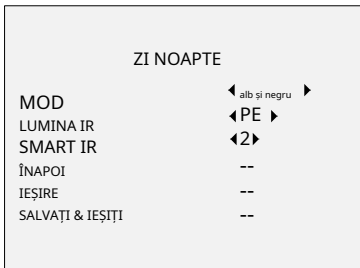 ZI NOAPTE
MOD ◀ alb și negru ▶
LUMINA IR ◀ PE ▶
SMART IR ◀2▶
ÎNAPOI --
IEȘIRE --
SALVAȚI & IEȘIȚI --